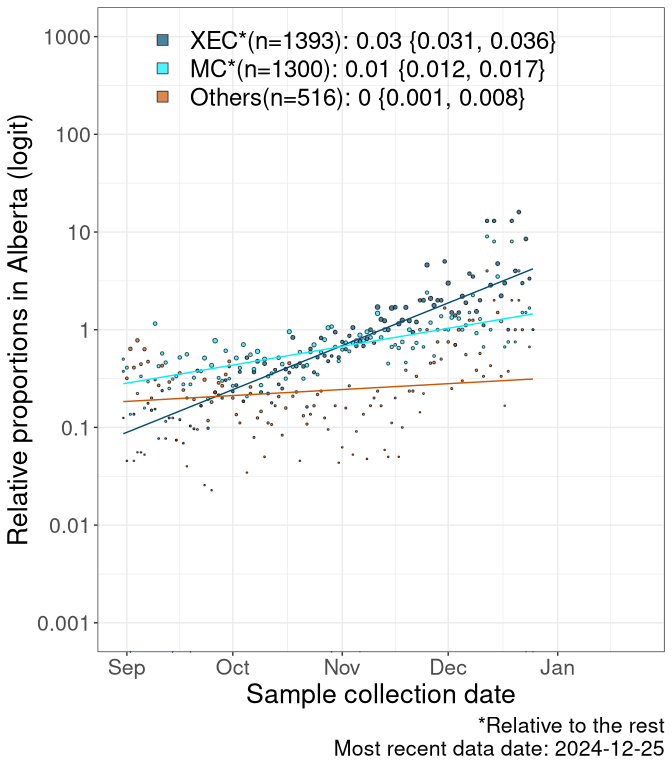 XEC*(n=1393): 0.03 {0.031, 0.036}
MC*(n=1300): 0.01 {0.012, 0.017}
Others(n=516): 0 {0.001, 0.008}
Relative proportions in Alberta (logit)
1000
100
10
1
0.1
0.01
0.001
Sep Oct Nov Dec Jan
Sample collection date
*Relative to the rest
Most recent data date: 2024-12-25